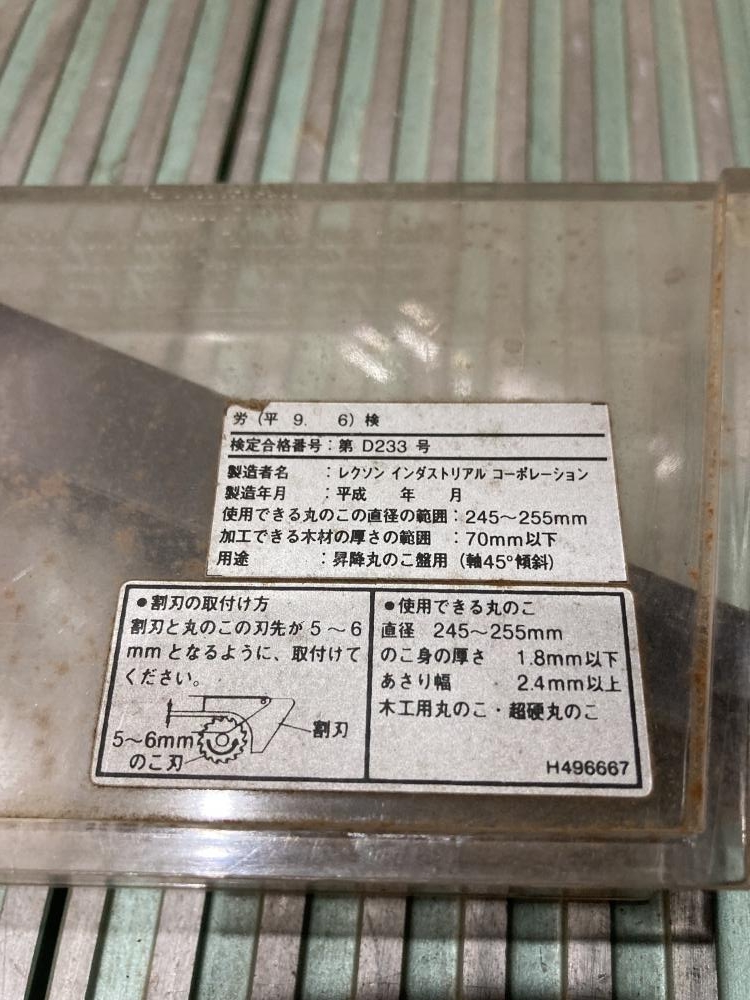 労（平 9. 6）検
検定合格番号：第 D233 号
製造者名 ：レクソン インダストリアル コーポレーション
製造年月 ：平成 年 月
使用できる丸のこの直径の範囲：245～255mm
加工できる木材の厚さの範囲 ：70mm以下
用途 ：昇降丸のこ盤用（軸45°傾斜）
●割刃の取付け方
割刃と丸のこの刃先が5～6
mmとなるように、取付けて
ください。
5～6mm
のこ刃
割刃
●使用できる丸のこ
直径 245～255mm
のこ身の厚さ 1.8mm以下
あさり幅 2.4mm以上
木工用丸のこ・超硬丸のこ
H496667